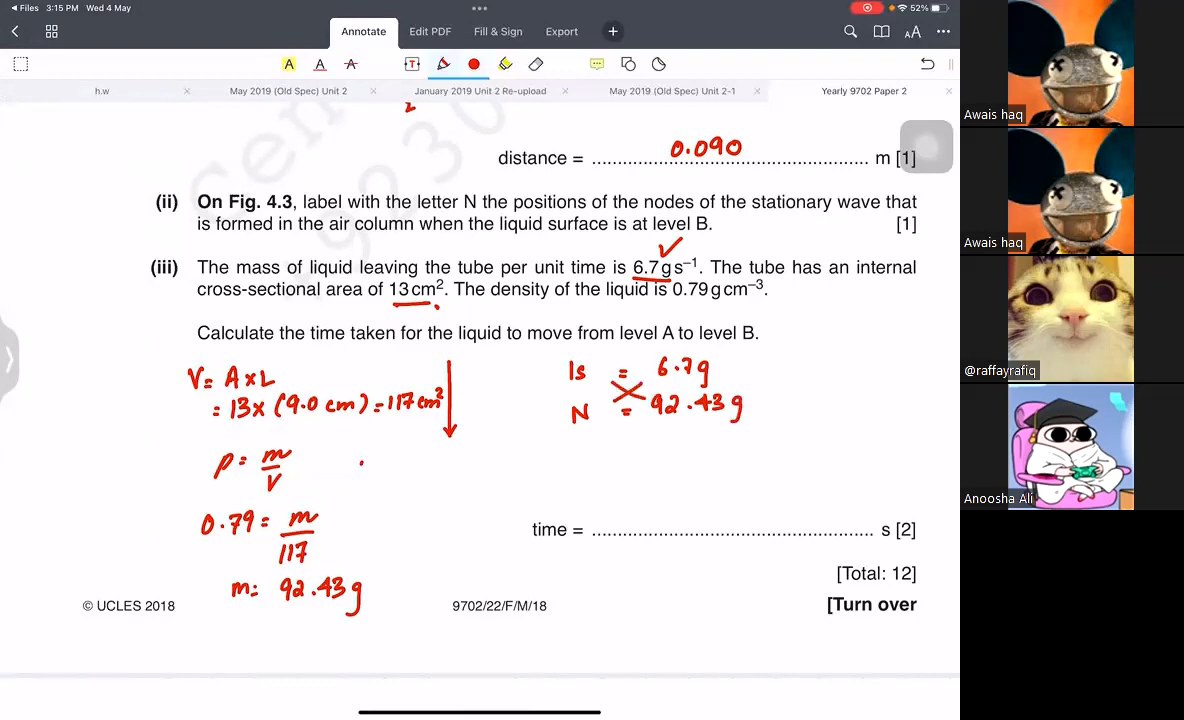 Files 3:15 PM Wed 4 May
52%
Annotate Edit PDF Fill & Sign Export
AA
A A A T
h.w May 2019 (Old Spec) Unit 2 January 2019 Unit 2 Re-upload May 2019 (Old Spec) Unit 2-1 Yearly 9702 Paper 2
2
distance = 0.090 m [1]
(ii) On Fig. 4.3, label with the letter N the positions of the nodes of the stationary wave that
is formed in the air column when the liquid surface is at level B. [1]
(iii) The mass of liquid leaving the tube per unit time is 6.7 g s⁻¹. The tube has an internal
cross-sectional area of 13 cm². The density of the liquid is 0.79 g cm⁻³.
Calculate the time taken for the liquid to move from level A to level B.
V = A × L
= 13 × (9.0 cm) = 117 cm²
ρ = m/V
0.79 = m/117
m = 92.43 g
1s = 6.7g
N = 92.43 g
time = ........ s [2]
[Total: 12]
© UCLES 2018 9702/22/F/M/18 [Turn over
Awais haq
Awais haq
@raffayrafiq
Anoosha Ali